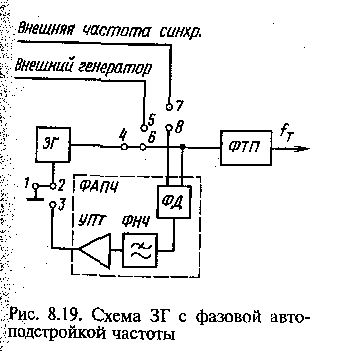 Внешняя частота синхр.
Внешний генератор
7
5
8
4
6
ЗГ
ФТП
fт
1
2
ФАПЧ
ФД
3
УПТ
ФНЧ
Рис. 8.19. Схема ЗГ с фазовой авто-
подстройкой частоты